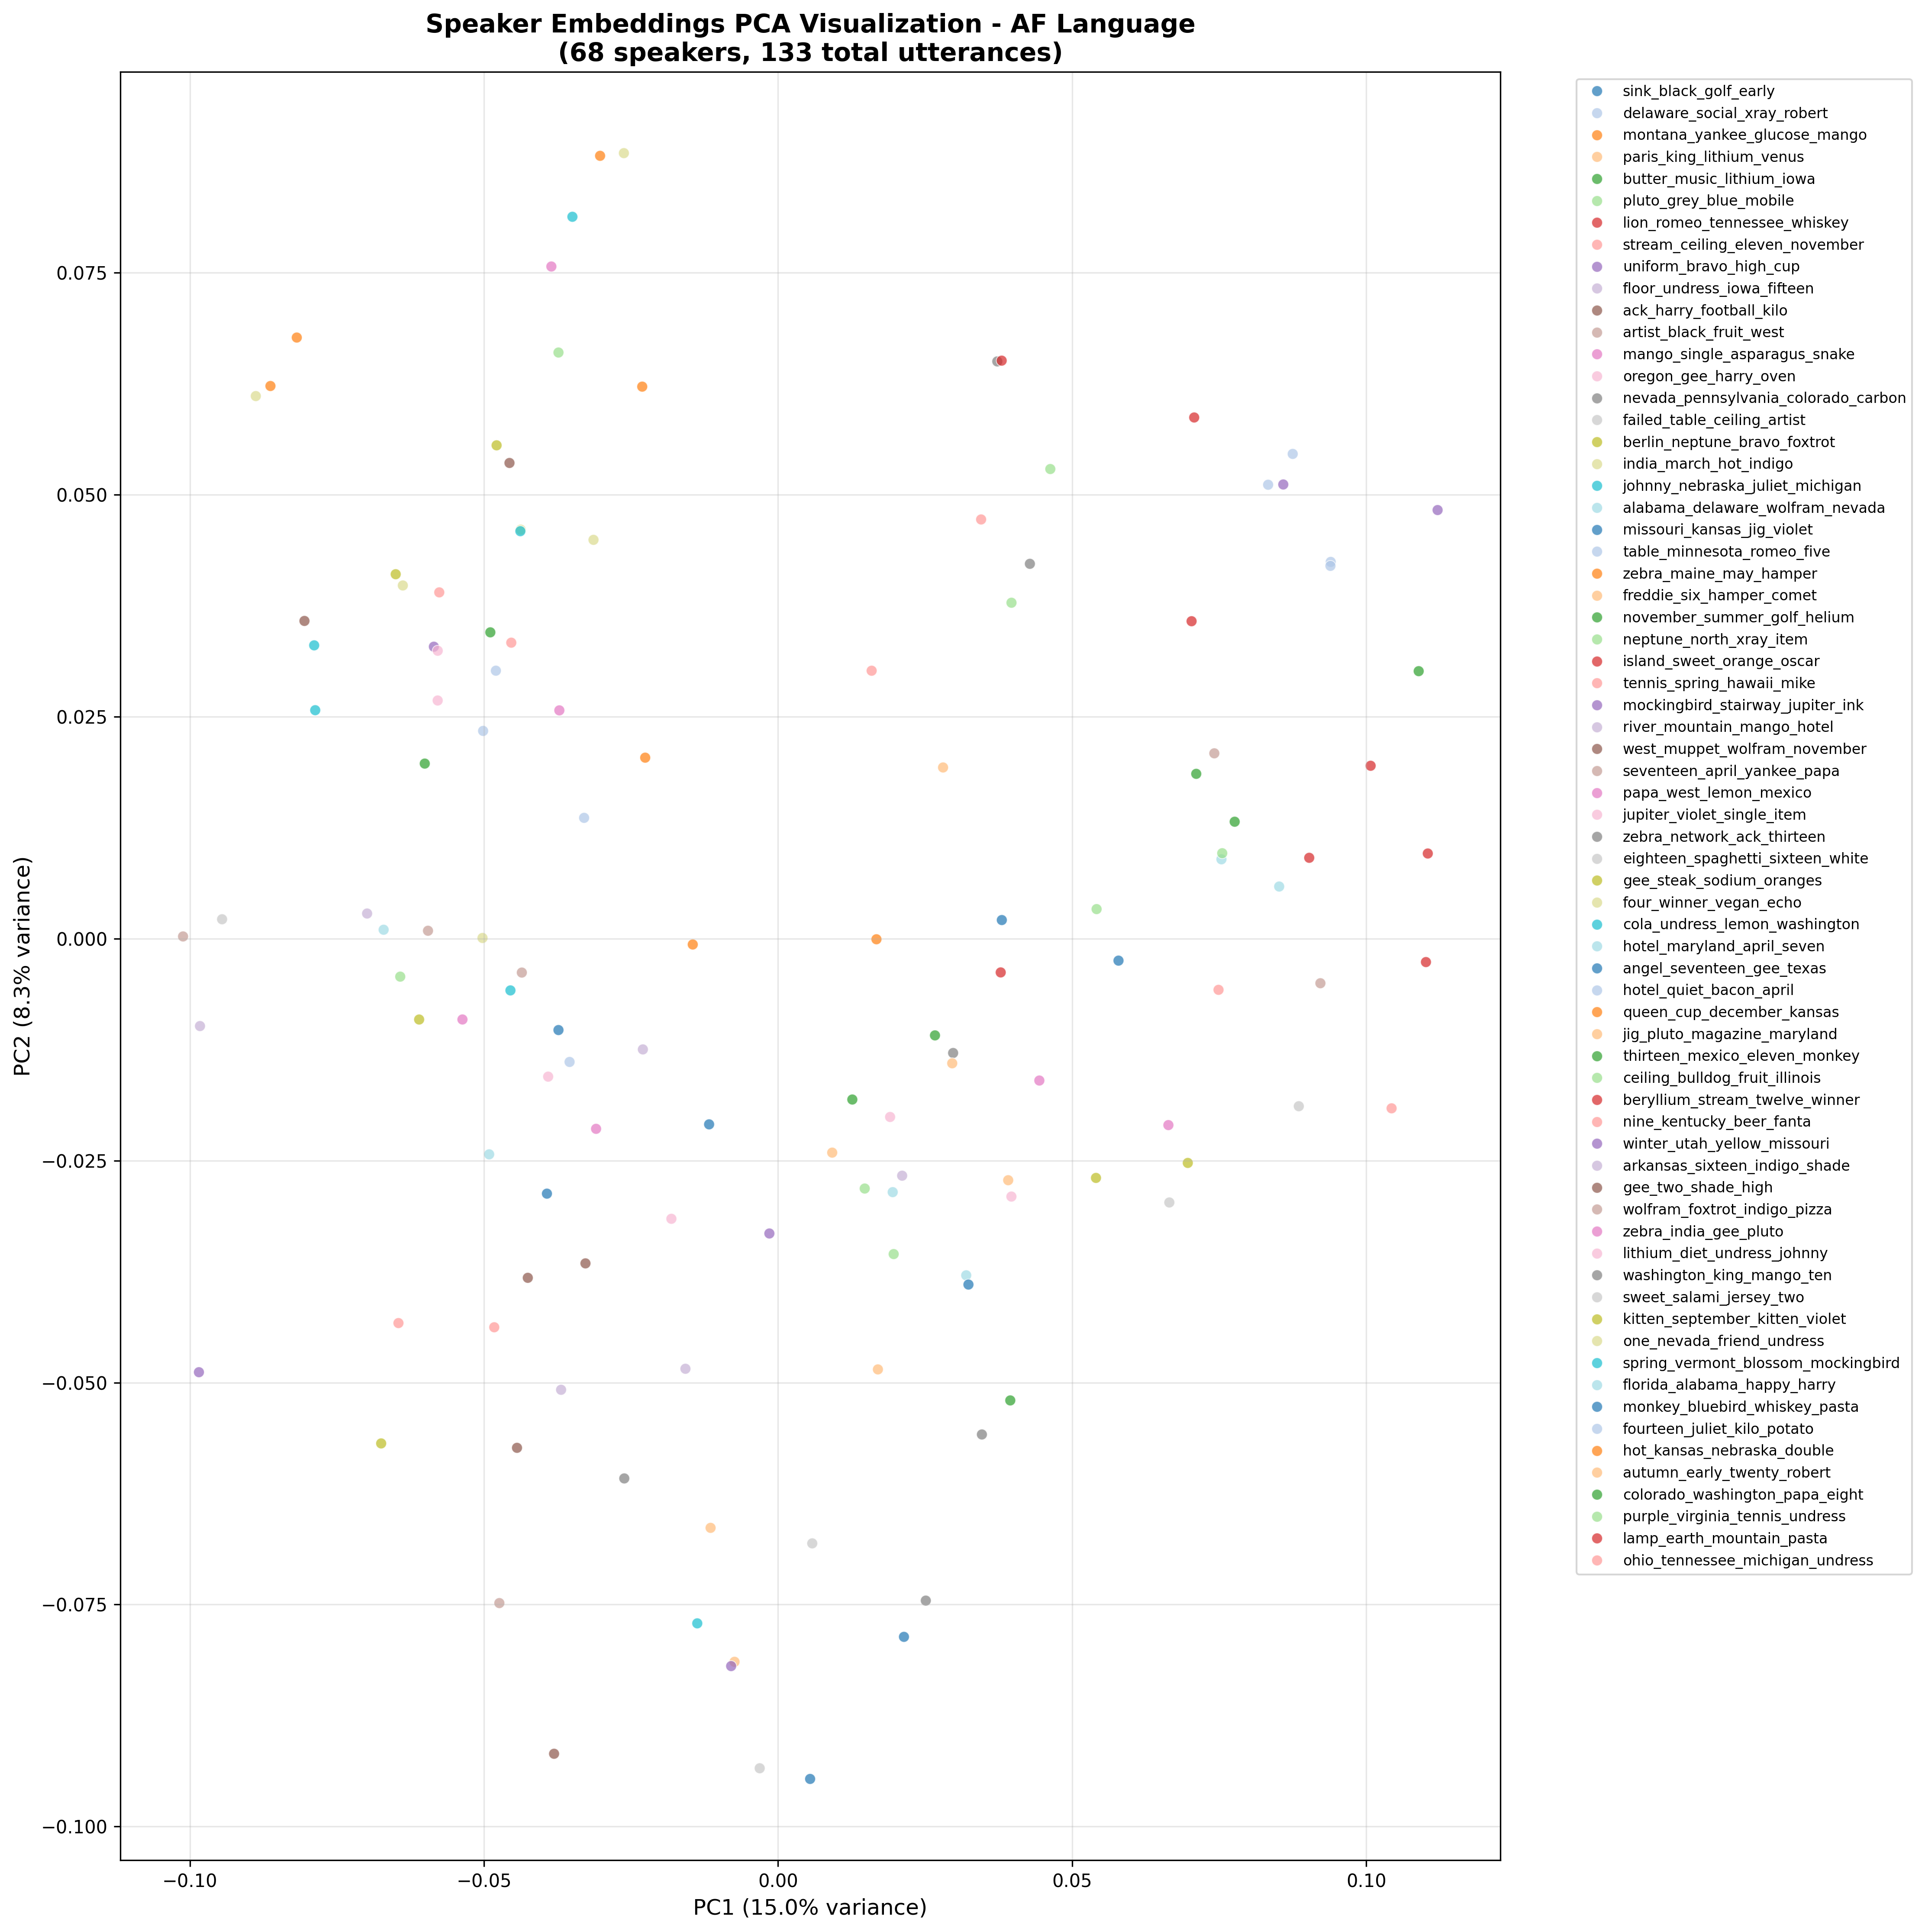 Speaker Embeddings PCA Visualization - AF Language
(68 speakers, 133 total utterances)
sink_black_golf_early
delaware_social_xray_robert
montana_yankee_glucose_mango
paris_king_lithium_venus
butter_music_lithium_iowa
pluto_grey_blue_mobile
lion_romeo_tennessee_whiskey
stream_ceiling_eleven_november
uniform_bravo_high_cup
floor_undress_iowa_fifteen
ack_harry_football_kilo
artist_black_fruit_west
mango_single_asparagus_snake
oregon_gee_harry_oven
nevada_pennsylvania_colorado_carbon
failed_table_ceiling_artist
berlin_neptune_bravo_foxtrot
india_march_hot_indigo
johnny_nebraska_juliet_michigan
alabama_delaware_wolfram_nevada
missouri_kansas_jig_violet
table_minnesota_romeo_five
zebra_maine_may_hamper
freddie_six_hamper_comet
november_summer_golf_helium
neptune_north_xray_item
island_sweet_orange_oscar
tennis_spring_hawaii_mike
mockingbird_stairway_jupiter_ink
river_mountain_mango_hotel
west_muppet_wolfram_november
seventeen_april_yankee_papa
papa_west_lemon_mexico
jupiter_violet_single_item
zebra_network_ack_thirteen
eighteen_spaghetti_sixteen_white
gee_steak_sodium_oranges
four_winner_vegan_echo
cola_undress_lemon_washington
hotel_maryland_april_seven
angel_seventeen_gee_texas
hotel_quiet_bacon_april
queen_cup_december_kansas
jig_pluto_magazine_maryland
thirteen_mexico_eleven_monkey
ceiling_bulldog_fruit_illinois
beryllium_stream_twelve_winner
nine_kentucky_beer_fanta
winter_utah_yellow_missouri
arkansas_sixteen_indigo_shade
gee_two_shade_high
wolfram_foxtrot_indigo_pizza
zebra_india_gee_pluto
lithium_diet_undress_johnny
washington_king_mango_ten
sweet_salami_jersey_two
kitten_september_kitten_violet
one_nevada_friend_undress
spring_vermont_blossom_mockingbird
florida_alabama_happy_harry
monkey_bluebird_whiskey_pasta
fourteen_juliet_kilo_potato
hot_kansas_nebraska_double
autumn_early_twenty_robert
colorado_washington_papa_eight
purple_virginia_tennis_undress
lamp_earth_mountain_pasta
ohio_tennessee_michigan_undress
PC2 (8.3% variance)
0.075
0.050
0.025
0.000
−0.025
−0.050
−0.075
−0.100
−0.10
−0.05
0.00
0.05
0.10
PC1 (15.0% variance)